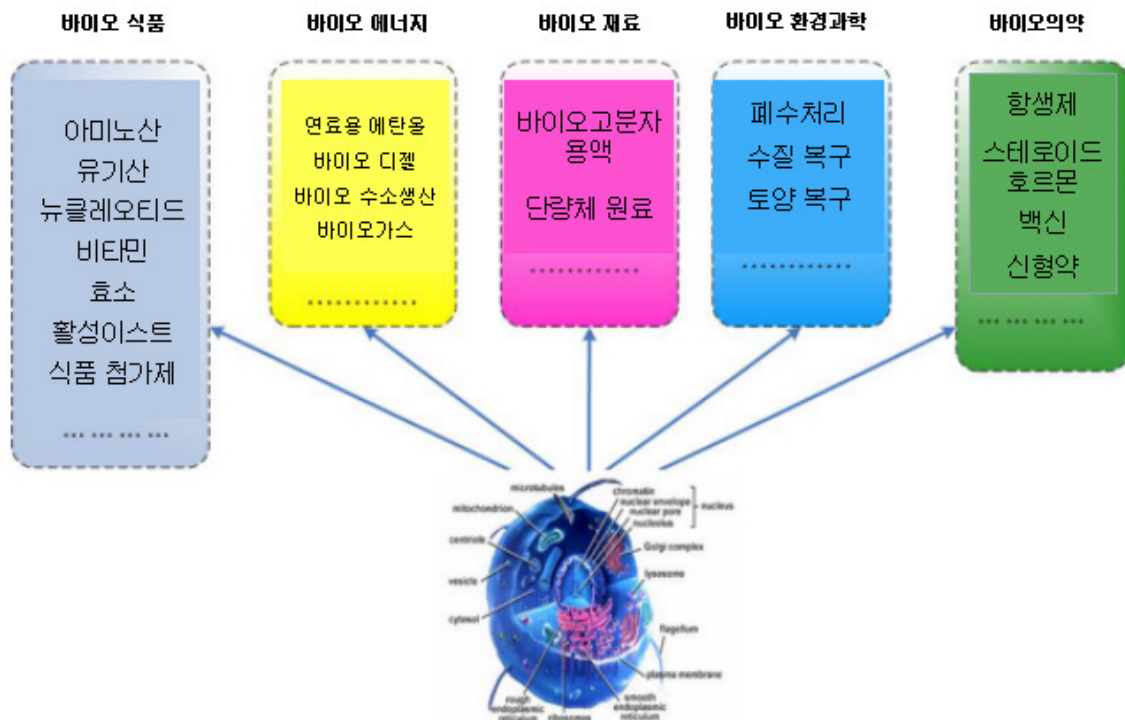 바이오 식품
바이오 에너지
바이오 재료
바이오 환경과학
바이오의약
아미노산
유기산
뉴클레오티드
비타민
효소
활성이스트
식품 첨가제
... ... ... ...
연료용 에탄올
바이오 디젤
바이오 수소생산
바이오가스
............
바이오고분자
용액
단량체 원료
............
폐수처리
수질 복구
토양 복구
............
항생제
스테로이드
호르몬
백신
신형약
... ... ... ...
microtubules
mitochondrion
centriole
vesicle
cytosol
rough
endoplasmic
reticulum
ribosomes
smooth
endoplasmic
reticulum
plasma membrane
flagellum
lysosome
Golgi complex
chromatin
nuclear envelope
nuclear pore
nucleolus
nucleus